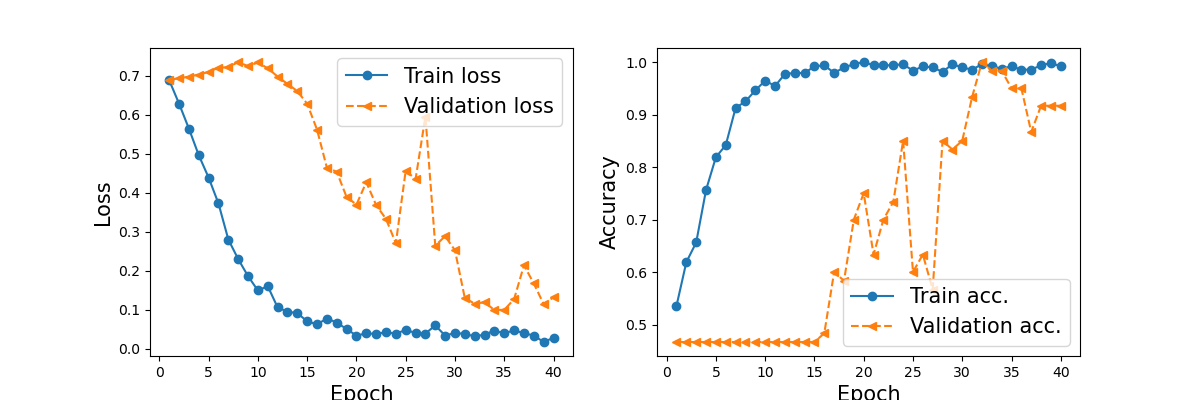 Loss
0.7
0.6
0.5
0.4
0.3
0.2
0.1
0.0
0 5 10 15 20 25 30 35 40
Epoch
Train loss
Validation loss
Accuracy
1.0
0.9
0.8
0.7
0.6
0.5
0 5 10 15 20 25 30 35 40
Epoch
Train acc.
Validation acc.